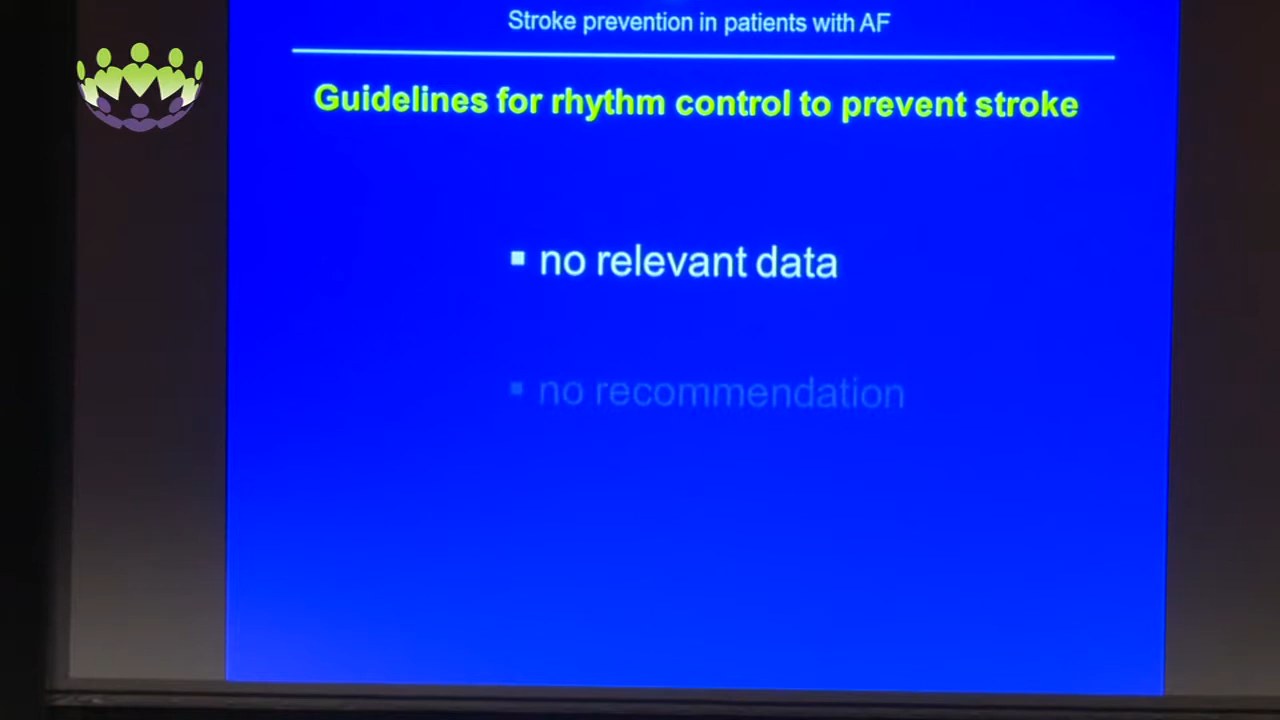 Stroke prevention in patients with AF
Guidelines for rhythm control to prevent stroke
▪ no relevant data
▪ no recommendation